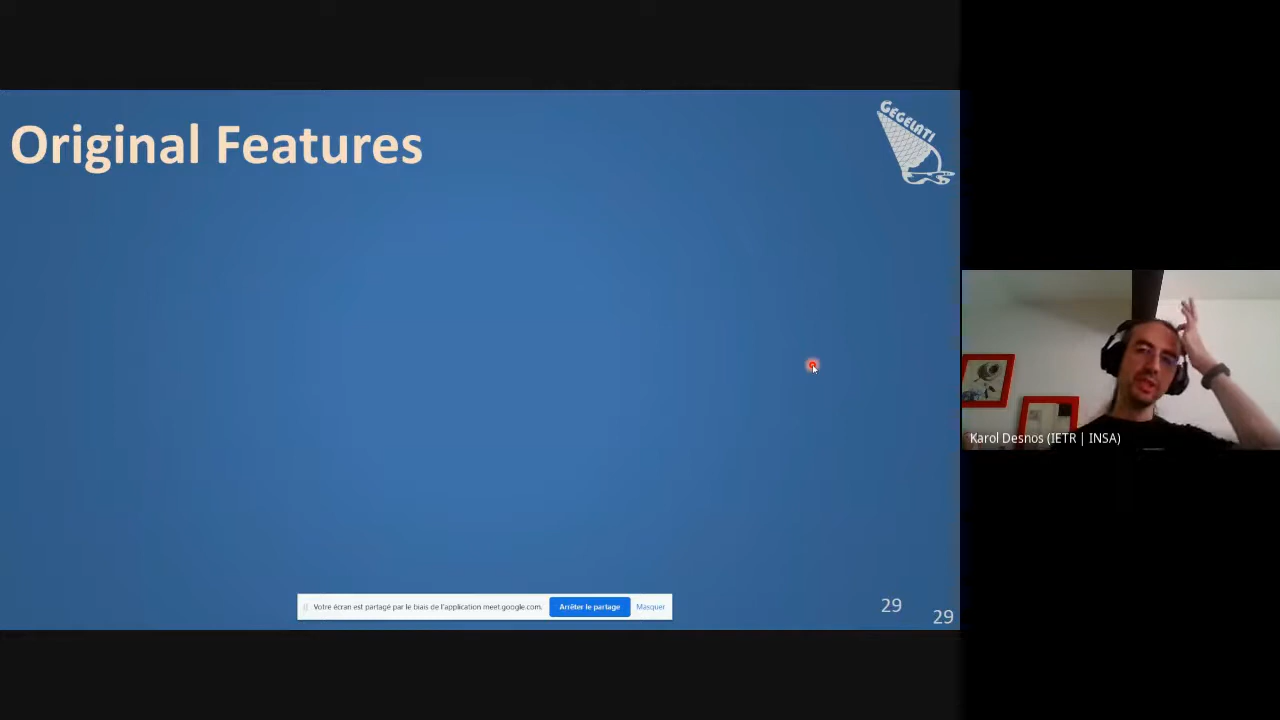 Original Features
GEGELATI
Karol Desnos (IETR | INSA)
Votre écran est partagé par le biais de l'application meet.google.com.
Arrêter le partage
Masquer
29
29